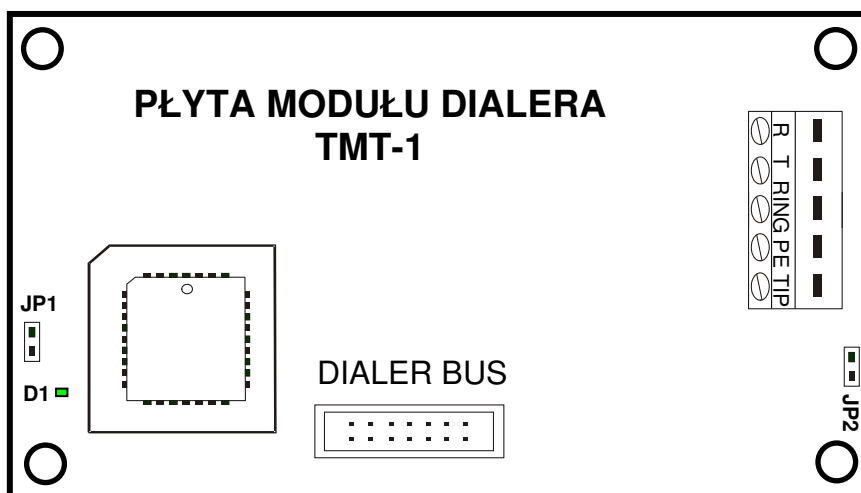 PŁYTA MODUŁU DIALERA
TMT-1
R
T
RING
PE
TIP
JP1
DIALER BUS
D1
JP2